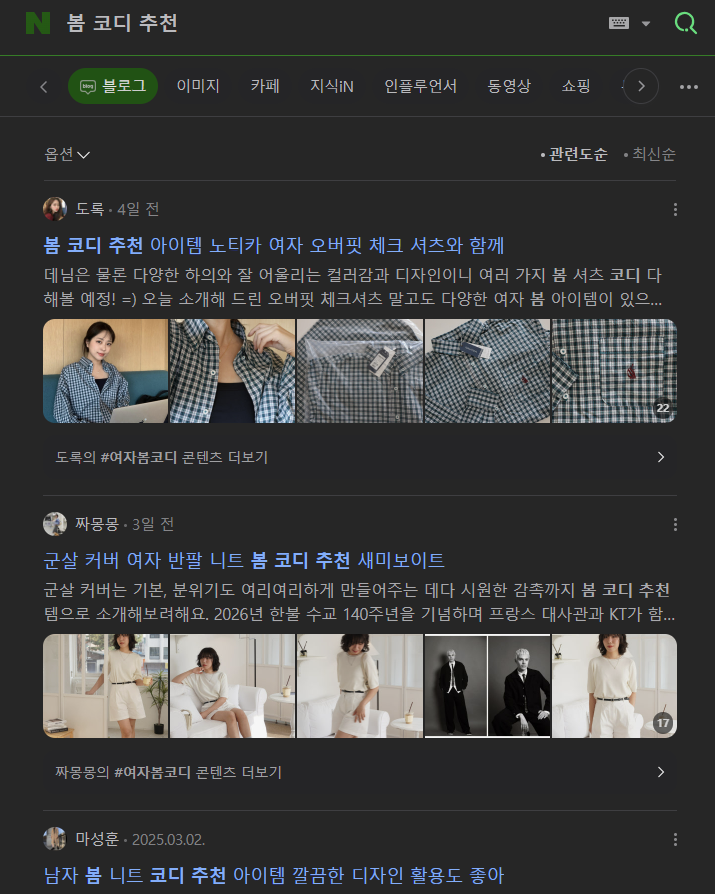 N 봄 코디 추천
블로그 이미지 카페 지식iN 인플루언서 동영상 쇼핑
옵션
관련도순 최신순
도록 · 4일 전
봄 코디 추천 아이템 노티카 여자 오버핏 체크 셔츠와 함께
데님은 물론 다양한 하의와 잘 어울리는 컬러감과 디자인이니 여러 가지 봄 셔츠 코디 다
해볼 예정! =) 오늘 소개해 드린 오버핏 체크셔츠 말고도 다양한 여자 봄 아이템이 있으...
22
도록의 #여자봄코디 콘텐츠 더보기
짜몽몽 · 3일 전
군살 커버 여자 반팔 니트 봄 코디 추천 새미보이트
군살 커버는 기본, 분위기도 여리여리하게 만들어주는 데다 시원한 감촉까지 봄 코디 추천
템으로 소개해보려해요. 2026년 한불 수교 140주년을 기념하며 프랑스 대사관과 KT가 함...
17
짜몽몽의 #여자봄코디 콘텐츠 더보기
마성훈 · 2025.03.02.
남자 봄 니트 코디 추천 아이템 깔끔한 디자인 활용도 좋아